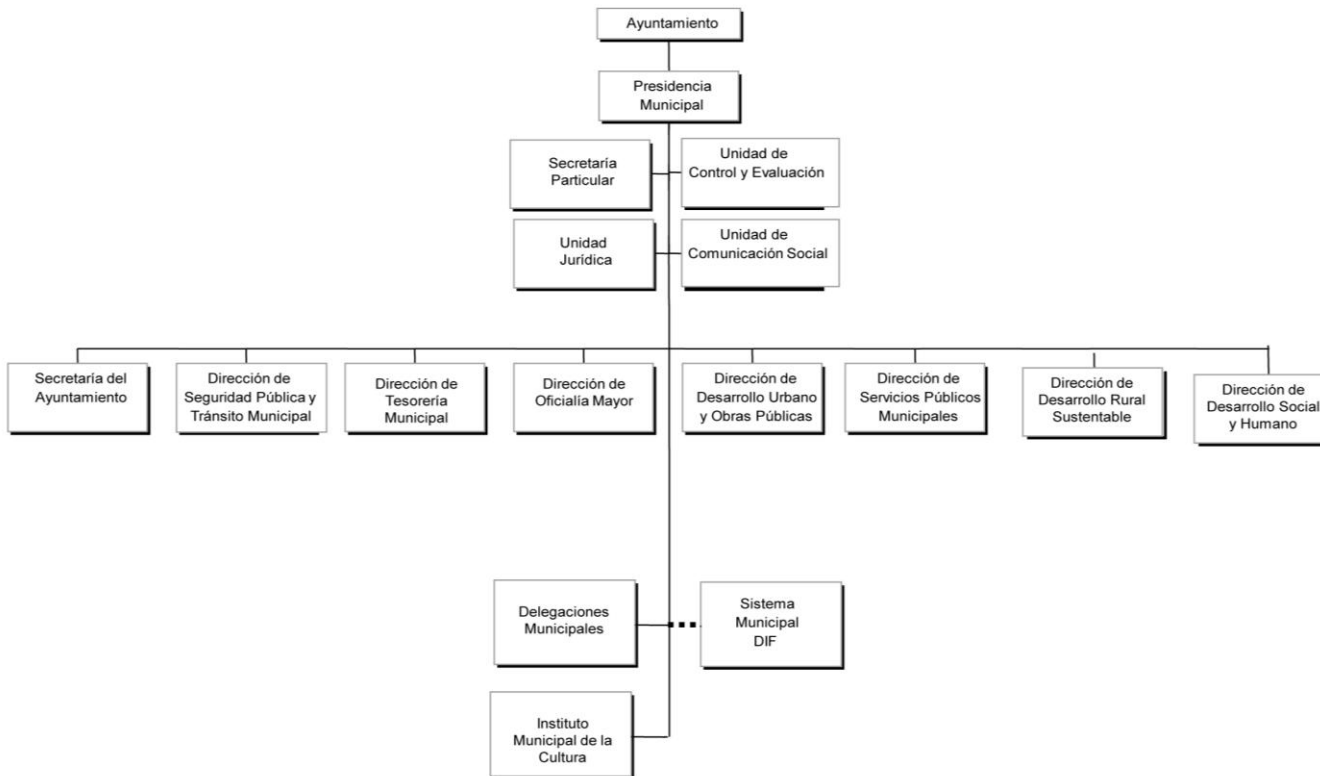 Ayuntamiento
Presidencia
Municipal
Secretaría
Particular
Unidad de
Control y Evaluación
Unidad
Jurídica
Unidad de
Comunicación Social
Secretaría del
Ayuntamiento
Dirección de
Seguridad Pública y
Tránsito Municipal
Dirección de
Tesorería
Municipal
Dirección de
Oficialía Mayor
Dirección de
Desarrollo Urbano
y Obras Públicas
Dirección de
Servicios Públicos
Municipales
Dirección de
Desarrollo Rural
Sustentable
Dirección de
Desarrollo Social
y Humano
Delegaciones
Municipales
Sistema
Municipal
DIF
Instituto
Municipal de la
Cultura